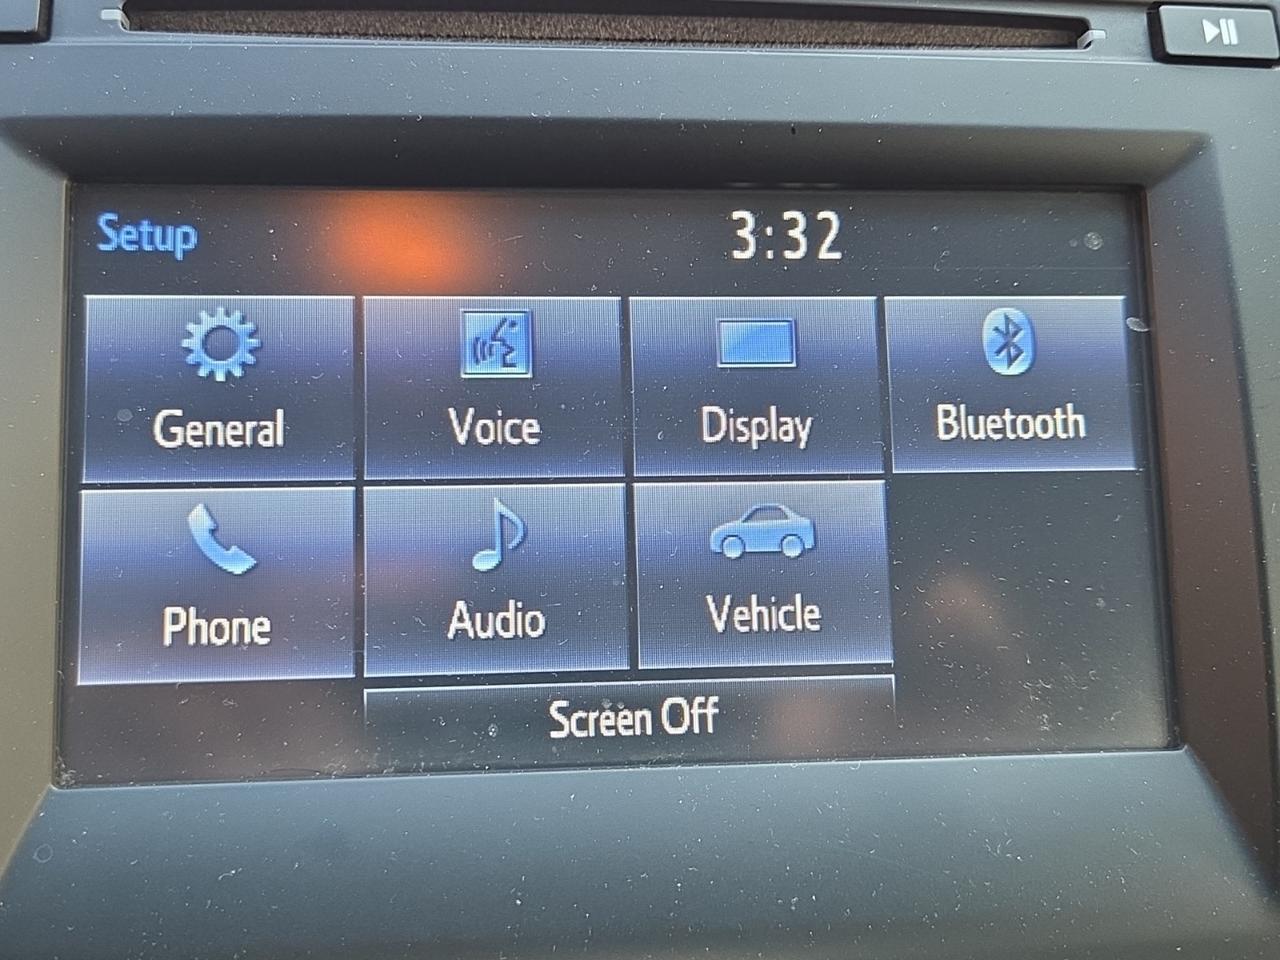 Setup
3:32
General
Voice
Display
Bluetooth
Phone
Audio
Vehicle
Screen Off